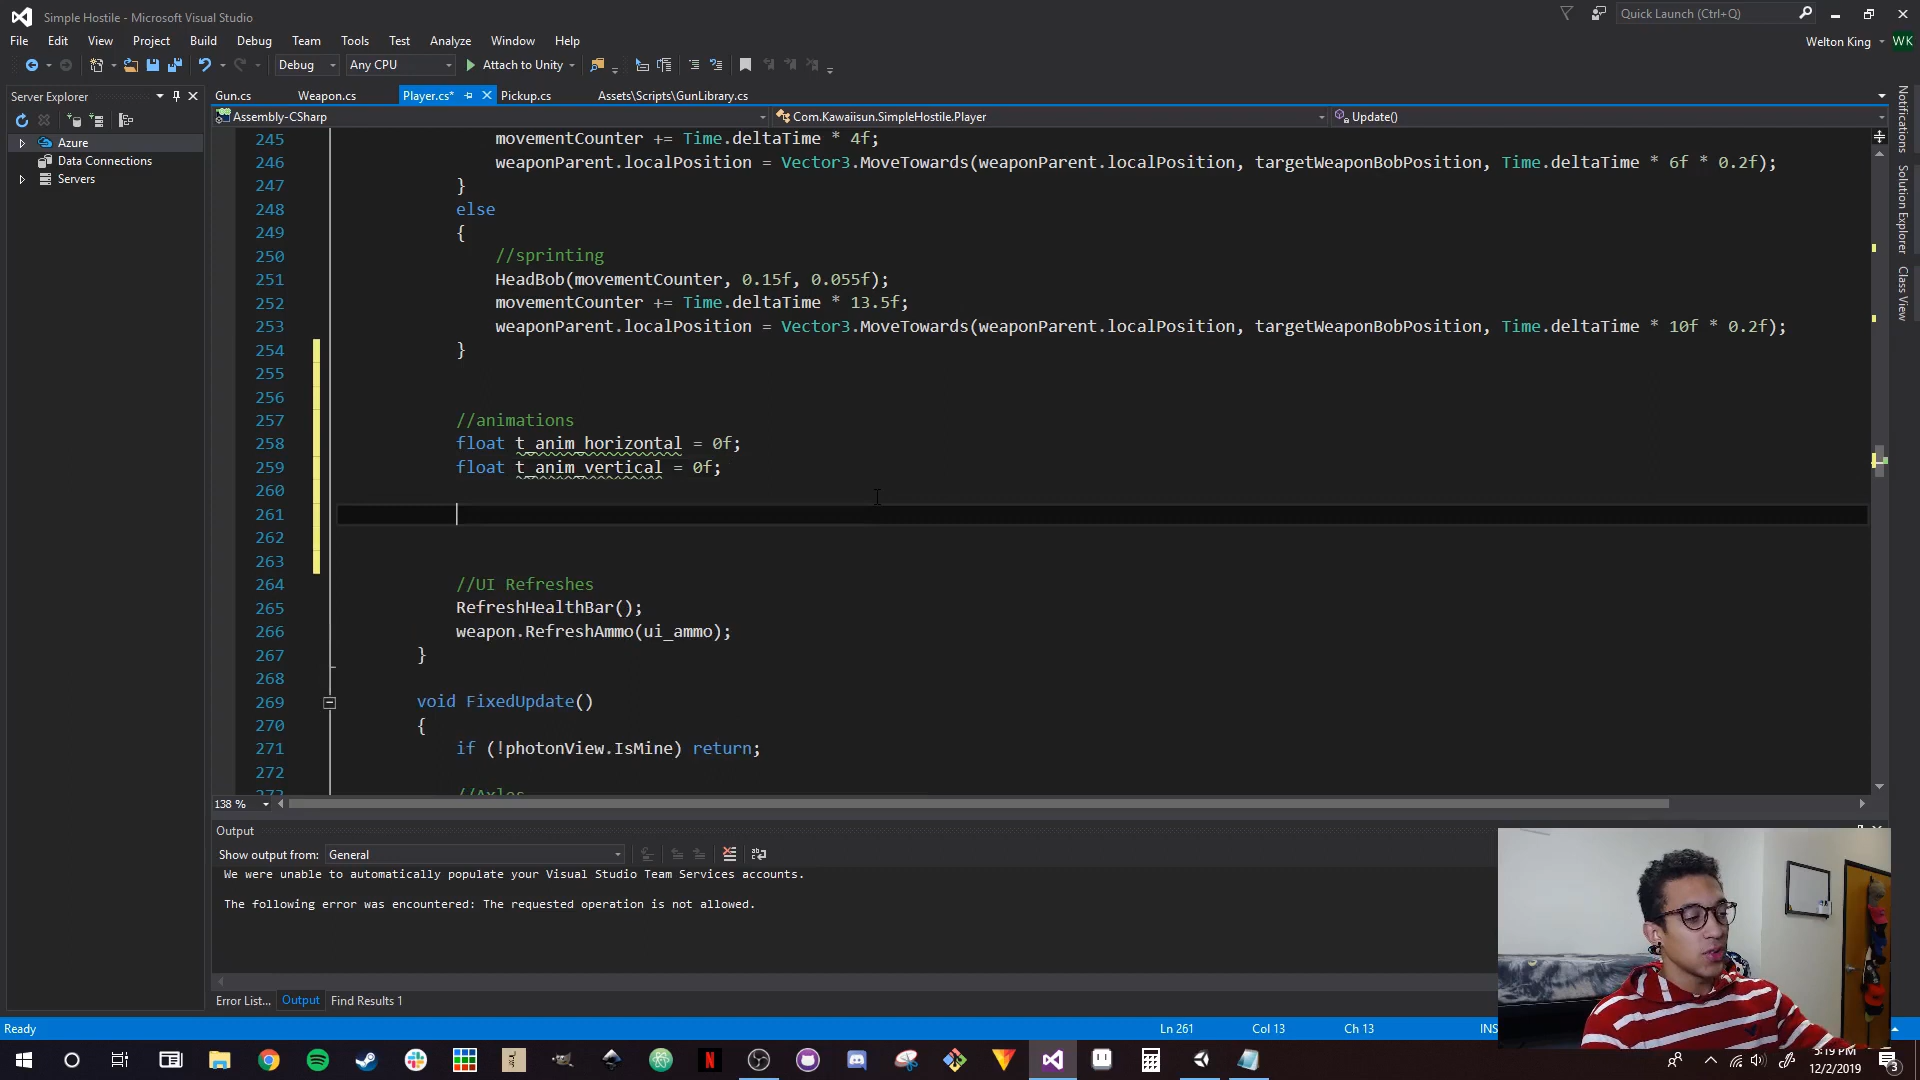 Simple Hostile - Microsoft Visual Studio
Quick Launch (Ctrl+Q)
File Edit View Project Build Debug Team Tools Test Analyze Window Help
Welton King WK
Debug Any CPU Attach to Unity
Server Explorer
Gun.cs Weapon.cs Player.cs* Pickup.cs Assets\Scripts\GunLibrary.cs
Assembly-CSharp Com.Kawaiisun.SimpleHostile.Player Update()
Azure
Data Connections
Servers
Notifications
Solution Explorer
Class View
245 movementCounter += Time.deltaTime * 4f;
246 weaponParent.localPosition = Vector3.MoveTowards(weaponParent.localPosition, targetWeaponBobPosition, Time.deltaTime * 6f * 0.2f);
247 }
248 else
249 {
250 //sprinting
251 HeadBob(movementCounter, 0.15f, 0.055f);
252 movementCounter += Time.deltaTime * 13.5f;
253 weaponParent.localPosition = Vector3.MoveTowards(weaponParent.localPosition, targetWeaponBobPosition, Time.deltaTime * 10f * 0.2f);
254 }
255
256
257 //animations
258 float t_anim_horizontal = 0f;
259 float t_anim_vertical = 0f;
260
261
262
263
264 //UI Refreshes
265 RefreshHealthBar();
266 weapon.RefreshAmmo(ui_ammo);
267 }
268
269 void FixedUpdate()
270 {
271 if (!photonView.IsMine) return;
272
273 //Axles
138 %
Output
Show output from: General
We were unable to automatically populate your Visual Studio Team Services accounts.
The following error was encountered: The requested operation is not allowed.
Error List... Output Find Results 1
Ready Ln 261 Col 13 Ch 13 INS
5:19 PM
12/2/2019
3